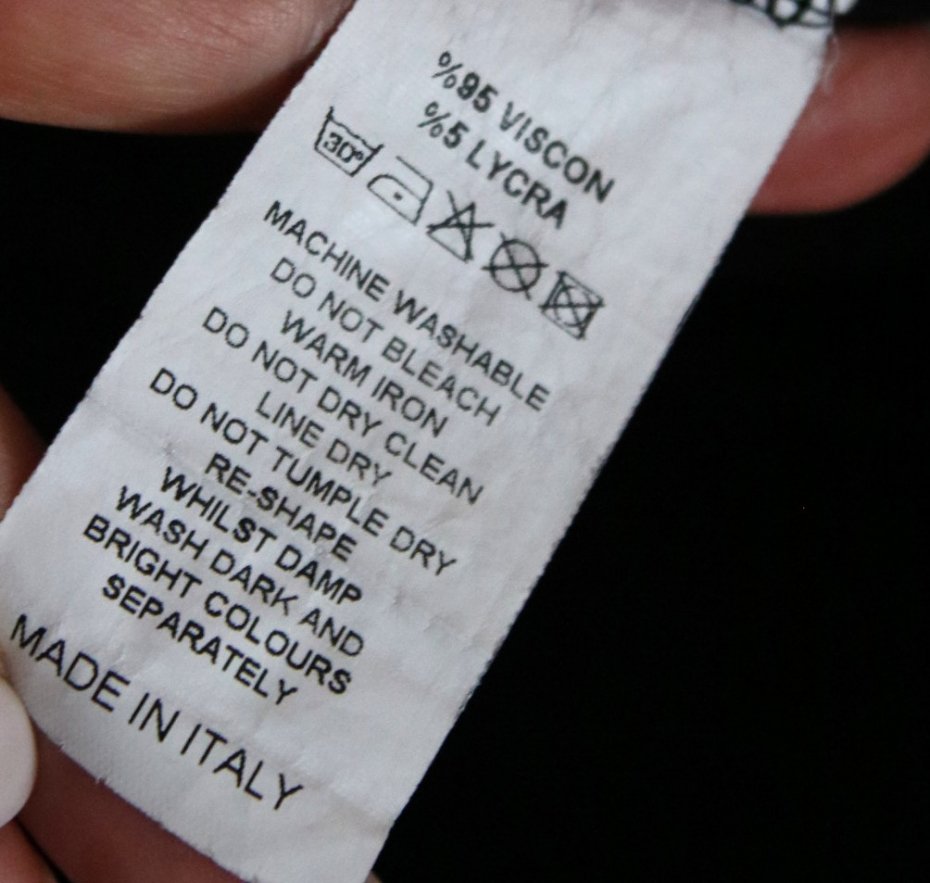 %95 VISCON
%5 LYCRA
30°
MACHINE WASHABLE
DO NOT BLEACH
WARM IRON
DO NOT DRY CLEAN
LINE DRY
DO NOT TUMPLE DRY
RE-SHAPE
WHILST DAMP
WASH DARK AND
BRIGHT COLOURS
SEPARATELY
MADE IN ITALY